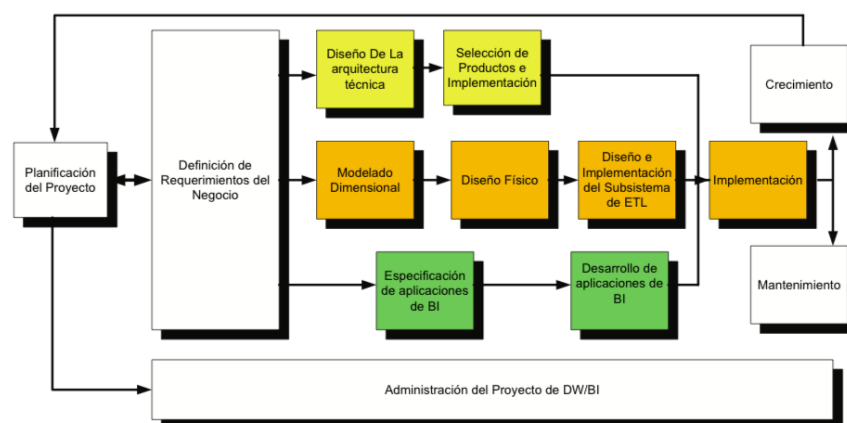 Planificación
del Proyecto
Definición de
Requerimientos del
Negocio
Diseño De La
arquitectura
técnica
Selección de
Productos e
Implementación
Modelado
Dimensional
Diseño Físico
Diseño e
Implementación
del Subsistema
de ETL
Implementación
Especificación
de aplicaciones
de BI
Desarrollo de
aplicaciones de
BI
Crecimiento
Mantenimiento
Administración del Proyecto de DW/BI